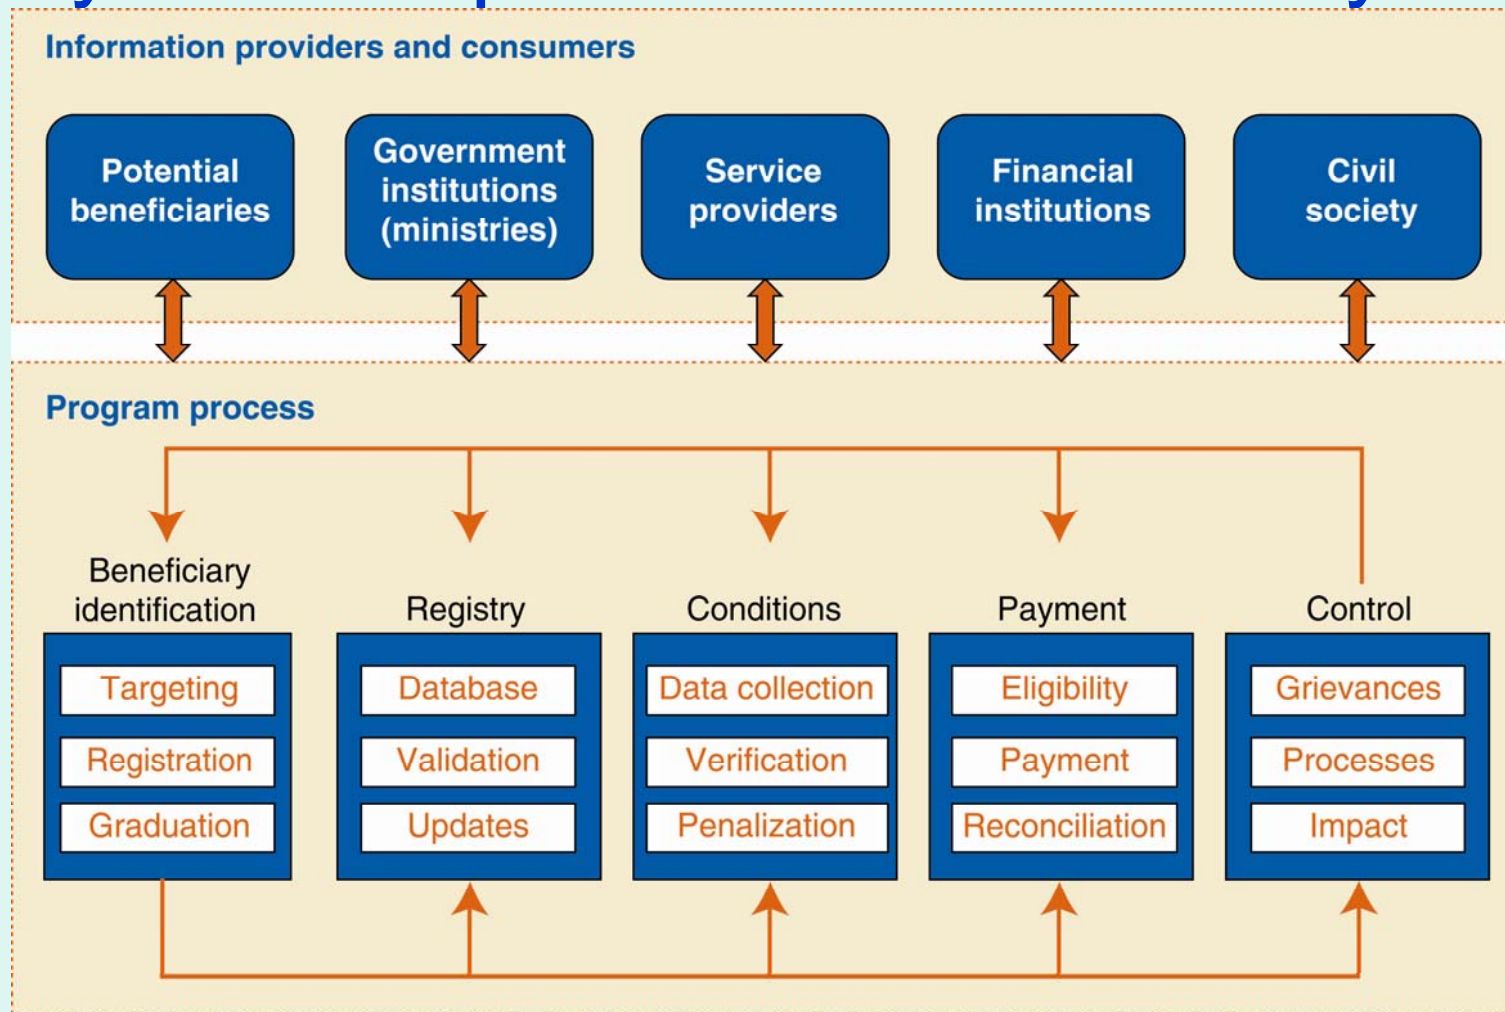 Information providers and consumers
Potential
beneficiaries
Government
institutions
(ministries)
Service
providers
Financial
institutions
Civil
society
Program process
Beneficiary
identification
Registry
Conditions
Payment
Control
Targeting
Registration
Graduation
Database
Validation
Updates
Data collection
Verification
Penalization
Eligibility
Payment
Reconciliation
Grievances
Processes
Impact